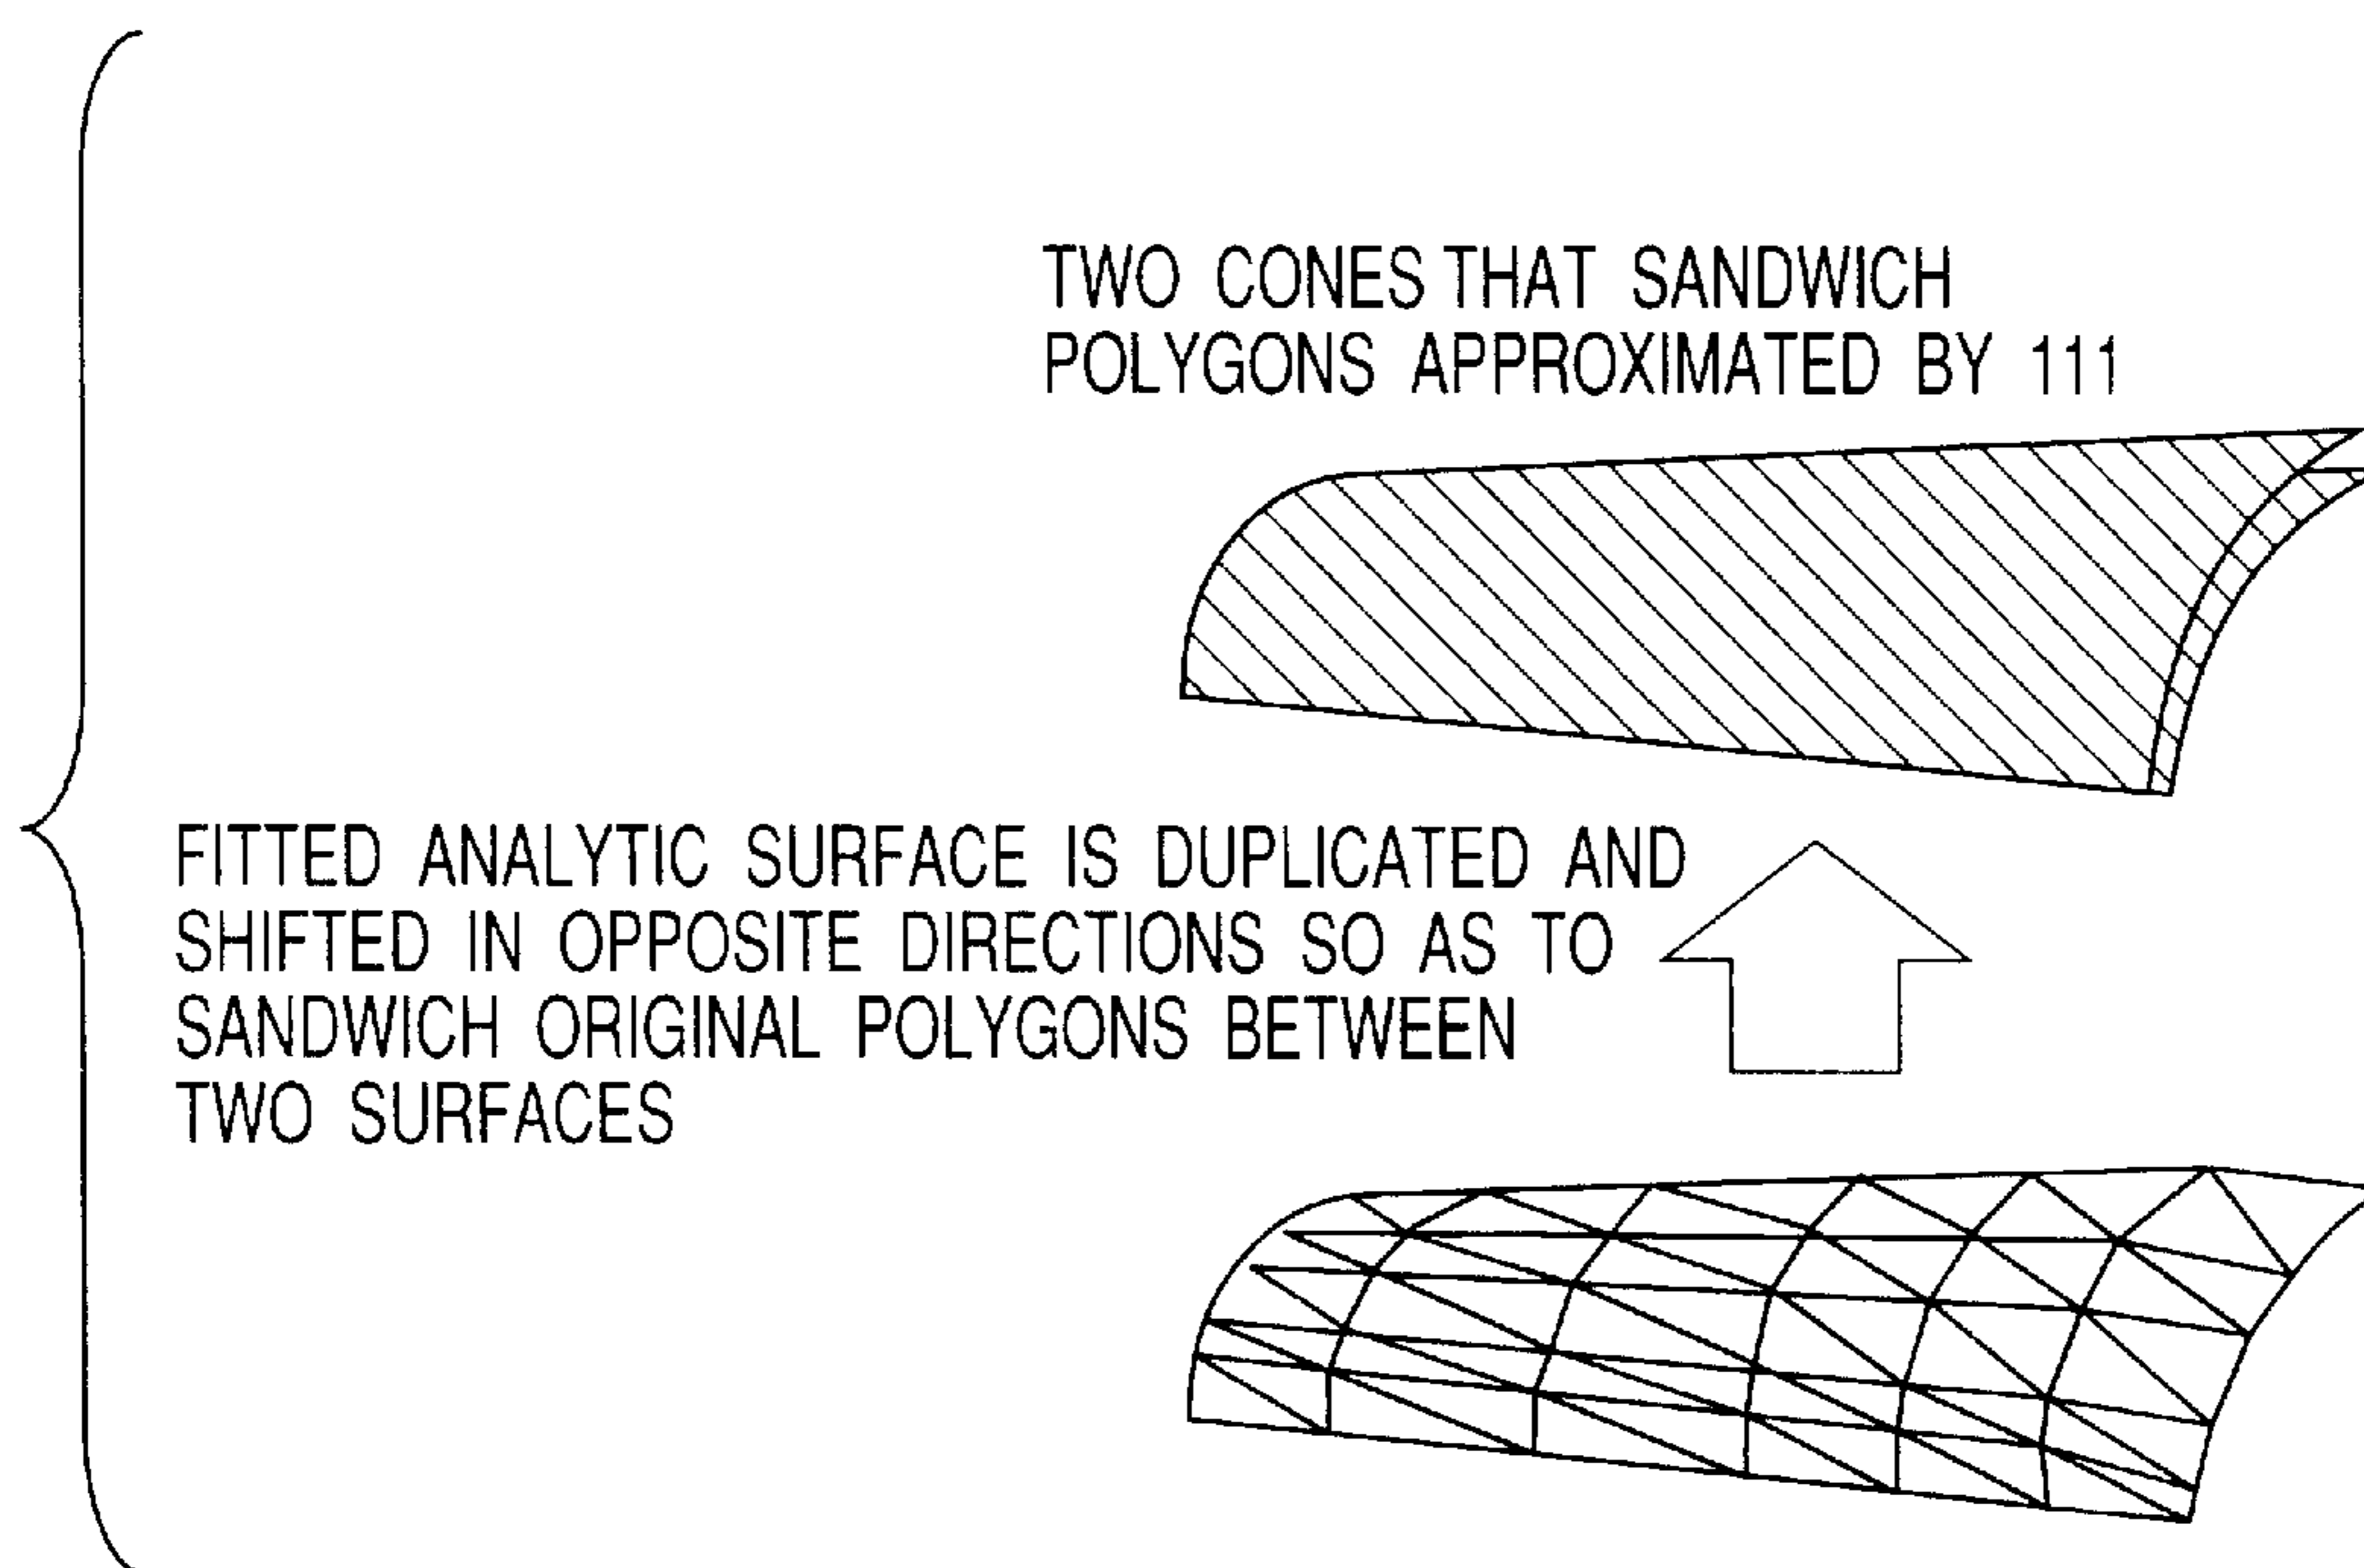 TWO CONES THAT SANDWICH
POLYGONS APPROXIMATED BY 111
FITTED ANALYTIC SURFACE IS DUPLICATED AND
SHIFTED IN OPPOSITE DIRECTIONS SO AS TO
SANDWICH ORIGINAL POLYGONS BETWEEN
TWO SURFACES